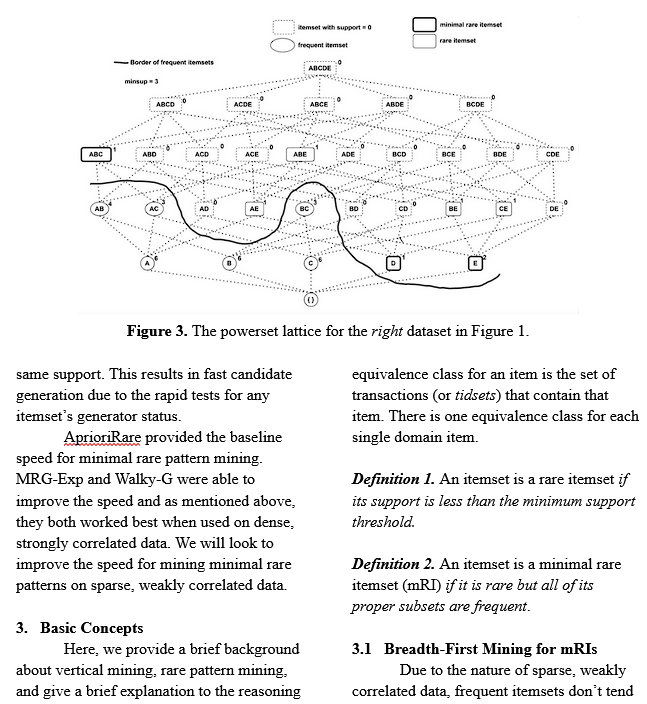 itemset with support = 0
minimal rare itemset
frequent itemset
rare itemset
Border of frequent itemsets
minsup = 3
ABCDE 0
ABCD 0 ACDE 0 ABCE 0 ABDE 0 BCDE 0
ABC 1 ABD 0 ACD 0 ACE 0 ABE 1 ADE 0 BCD 0 BCE 0 BDE 0 CDE 0
AB 4 AC 3 AD 0 AE 1 BC 3 BD 0 CD 0 BE 1 CE 1 DE 0
A 6 B 6 C 6 D 1 E 2
{}
Figure 3. The powerset lattice for the right dataset in Figure 1.
same support. This results in fast candidate
generation due to the rapid tests for any
itemset's generator status.
AprioriRare provided the baseline
speed for minimal rare pattern mining.
MRG-Exp and Walky-G were able to
improve the speed and as mentioned above,
they both worked best when used on dense,
strongly correlated data. We will look to
improve the speed for mining minimal rare
patterns on sparse, weakly correlated data.
3. Basic Concepts
Here, we provide a brief background
about vertical mining, rare pattern mining,
and give a brief explanation to the reasoning
equivalence class for an item is the set of
transactions (or tidsets) that contain that
item. There is one equivalence class for each
single domain item.
Definition 1. An itemset is a rare itemset if
its support is less than the minimum support
threshold.
Definition 2. An itemset is a minimal rare
itemset (mRI) if it is rare but all of its
proper subsets are frequent.
3.1 Breadth-First Mining for mRIs
Due to the nature of sparse, weakly
correlated data, frequent itemsets don't tend